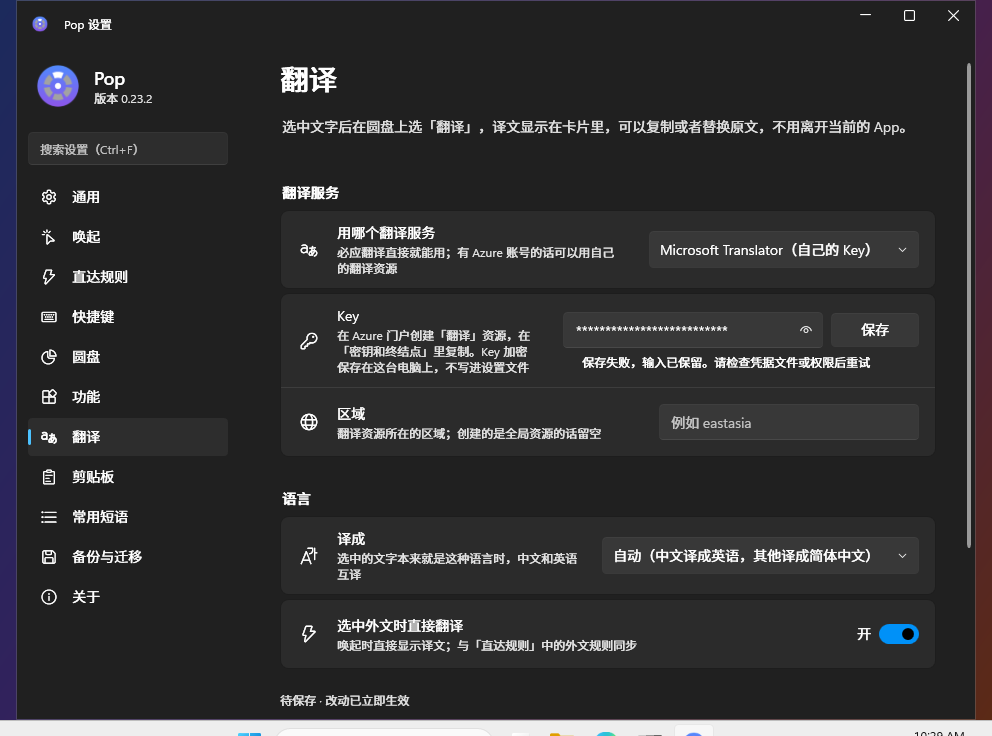 Pop 设置
Pop
版本 0.23.2
搜索设置（Ctrl+F）
通用
唤起
直达规则
快捷键
圆盘
功能
翻译
剪贴板
常用短语
备份与迁移
关于
翻译
选中文字后在圆盘上选「翻译」，译文显示在卡片里，可以复制或者替换原文，不用离开当前的 App。
翻译服务
用哪个翻译服务
必应翻译直接就能用；有 Azure 账号的话可以用自己
的翻译资源
Microsoft Translator（自己的 Key）
Key
在 Azure 门户创建「翻译」资源，在
「密钥和终结点」里复制。Key 加密
保存在这台电脑上，不写进设置文件
**************************
保存
保存失败，输入已保留。请检查凭据文件或权限后重试
区域
翻译资源所在的区域；创建的是全局资源的话留空
例如 eastasia
语言
译成
选中的文字本来就是这种语言时，中文和英语
互译
自动（中文译成英语，其他译成简体中文）
选中外文时直接翻译
唤起时直接显示译文；与「直达规则」中的外文规则同步
开
待保存 · 改动已立即生效
10:29 AM